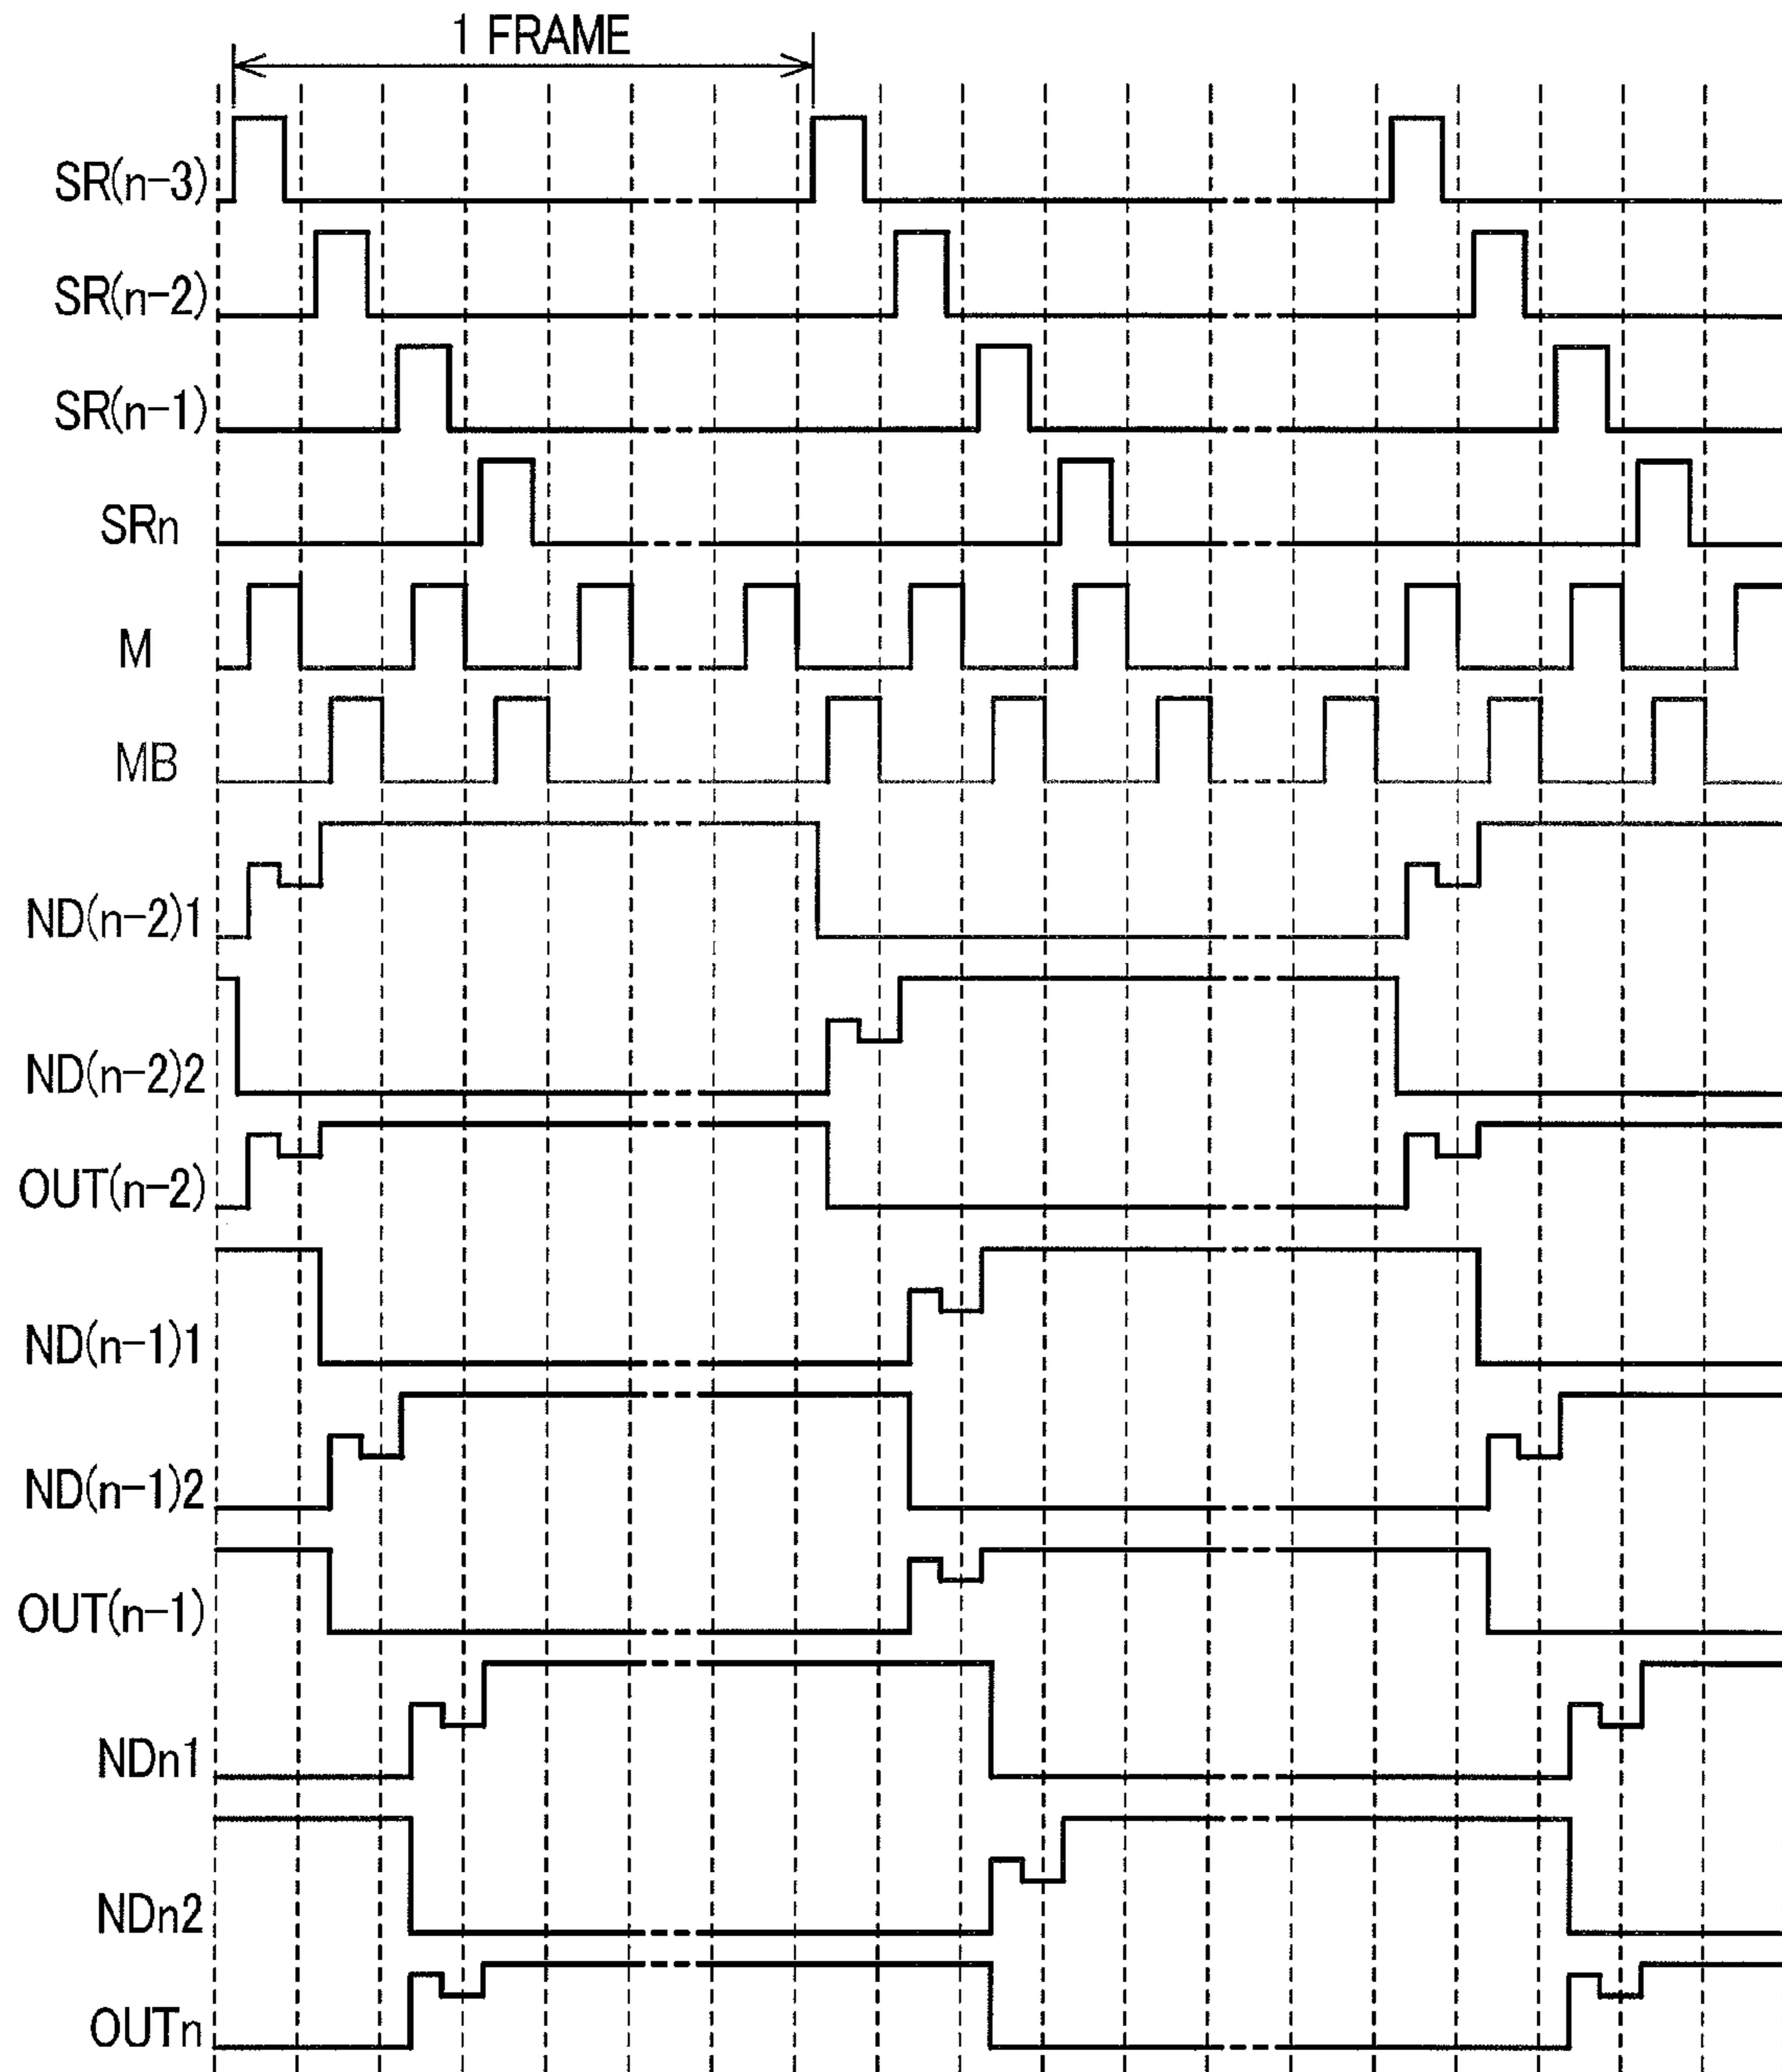 1 FRAME
SR(n-3)
SR(n-2)
SR(n-1)
SRn
M
MB
ND(n-2)1
ND(n-2)2
OUT(n-2)
ND(n-1)1
ND(n-1)2
OUT(n-1)
NDn1
NDn2
OUTn